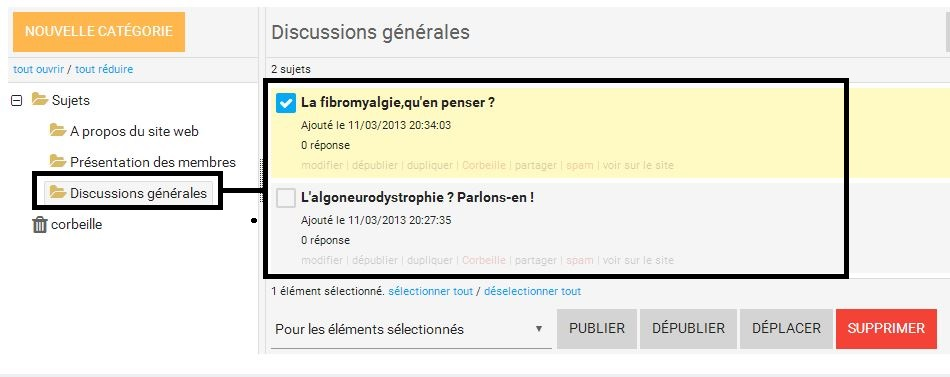 NOUVELLE CATÉGORIE
tout ouvrir / tout réduire
Sujets
A propos du site web
Présentation des membres
Discussions générales
corbeille
Discussions générales
2 sujets
La fibromyalgie,qu'en penser ?
Ajouté le 11/03/2013 20:34:03
0 réponse
modifier | dépublier | dupliquer | Corbeille | partager | spam | voir sur le site
L'algoneurodystrophie ? Parlons-en !
Ajouté le 11/03/2013 20:27:35
0 réponse
modifier | dépublier | dupliquer | Corbeille | partager | spam | voir sur le site
1 élément sélectionné. sélectionner tout / déselectionner tout
Pour les éléments sélectionnés
PUBLIER
DÉPUBLIER
DÉPLACER
SUPPRIMER